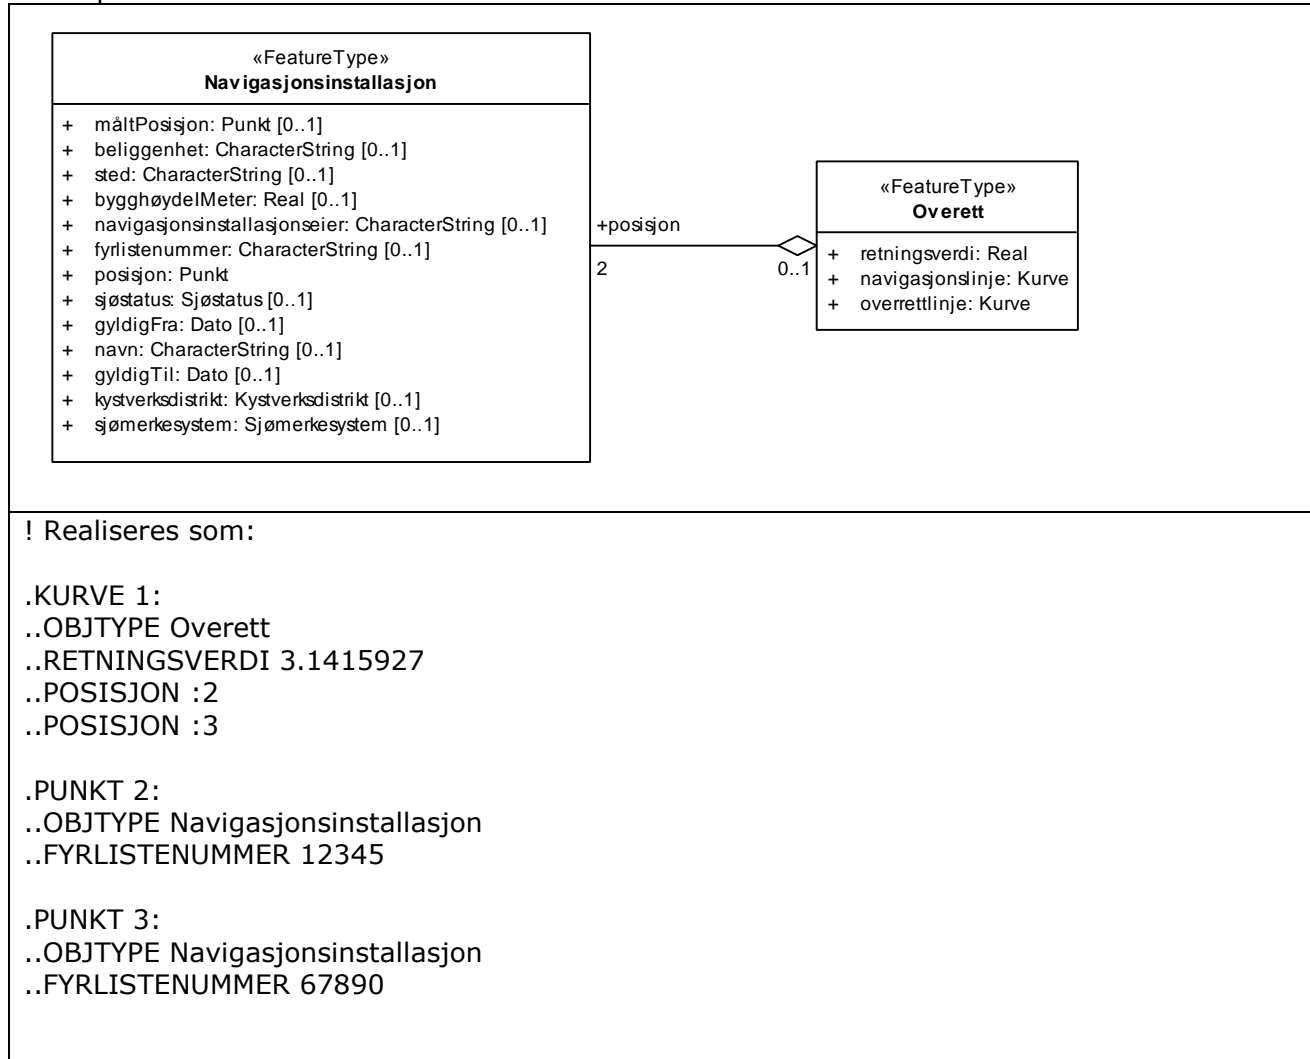 «FeatureType»
Navigasjonsinstallasjon
+ måltPosisjon: Punkt [0..1]
+ beliggenhet: CharacterString [0..1]
+ sted: CharacterString [0..1]
+ bygghøydeIMeter: Real [0..1]
+ navigasjonsinstallasjonseier: CharacterString [0..1]
+ fyrlistenummer: CharacterString [0..1]
+ posisjon: Punkt
+ sjøstatus: Sjøstatus [0..1]
+ gyldigFra: Dato [0..1]
+ navn: CharacterString [0..1]
+ gyldigTil: Dato [0..1]
+ kystverksdistrikt: Kystverksdistrikt [0..1]
+ sjømerkesystem: Sjømerkesystem [0..1]
+posisjon
2
0..1
«FeatureType»
Overett
+ retningsverdi: Real
+ navigasjonslinje: Kurve
+ overrettlinje: Kurve
! Realiseres som:
.KURVE 1:
..OBJTYPE Overett
..RETNINGSVERDI 3.1415927
..POSISJON :2
..POSISJON :3
.PUNKT 2:
..OBJTYPE Navigasjonsinstallasjon
..FYRLISTENUMMER 12345
.PUNKT 3:
..OBJTYPE Navigasjonsinstallasjon
..FYRLISTENUMMER 67890